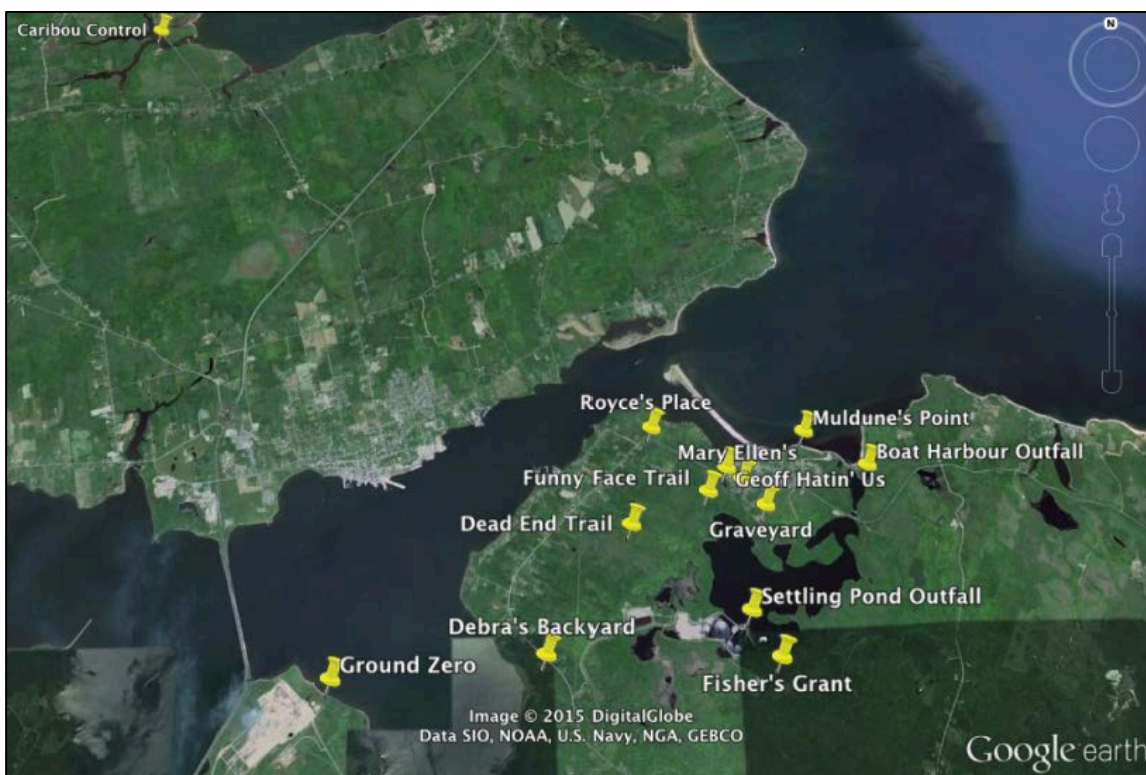 Caribou Control
N
Royce's Place
Muldune's Point
Mary Ellen's
Boat Harbour Outfall
Funny Face Trail
Geoff Hatin' Us
Dead End Trail
Graveyard
Settling Pond Outfall
Debra's Backyard
Ground Zero
Fisher's Grant
Image © 2015 DigitalGlobe
Data SIO, NOAA, U.S. Navy, NGA, GEBCO
Google earth